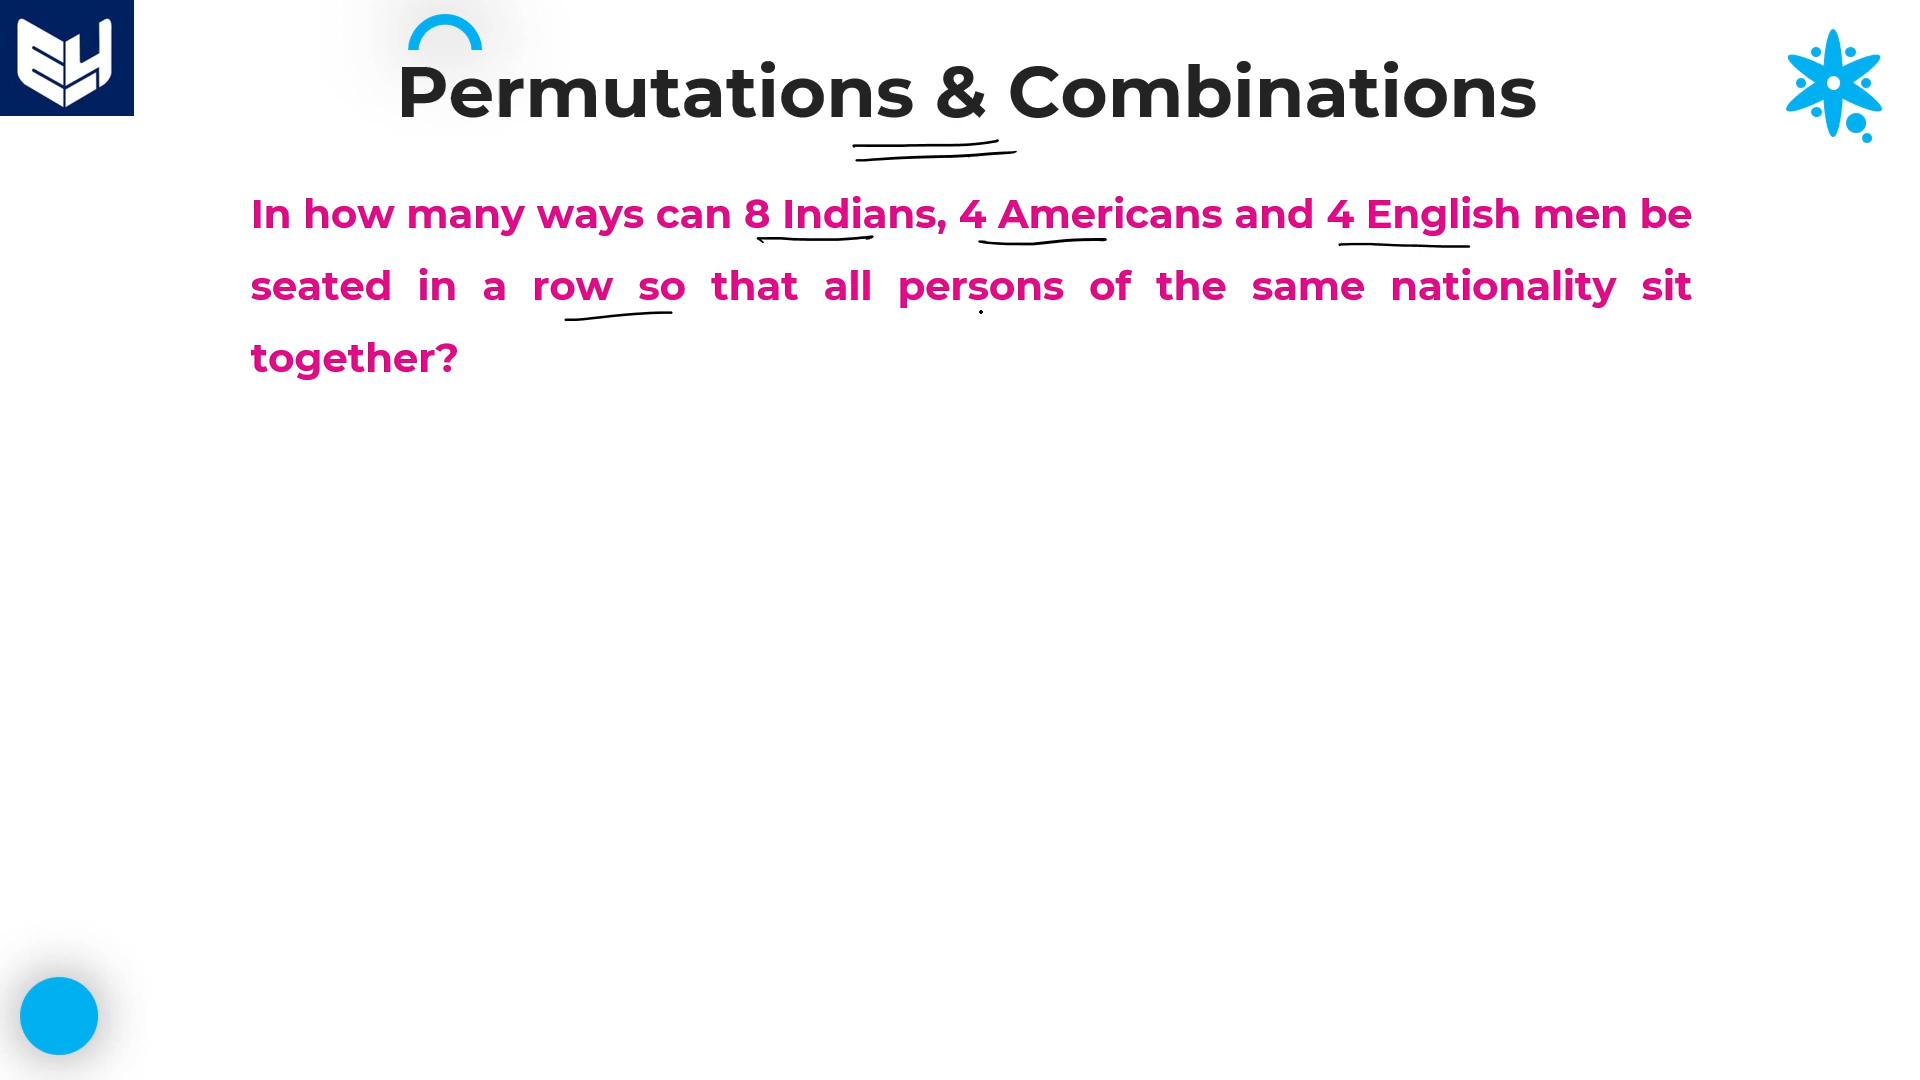 Permutations & Combinations
In how many ways can 8 Indians, 4 Americans and 4 English men be
seated in a row so that all persons of the same nationality sit
together?